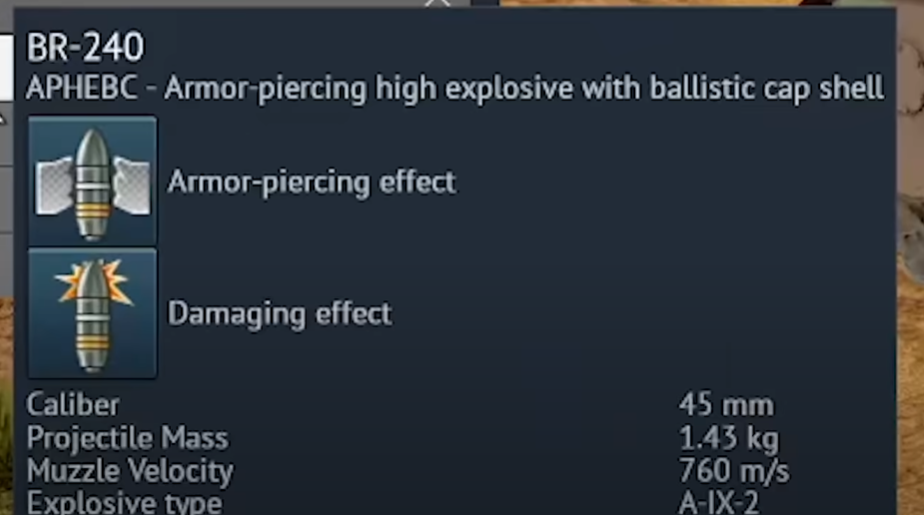 BR-240
APHEBC - Armor-piercing high explosive with ballistic cap shell
Armor-piercing effect
Damaging effect
Caliber 45 mm
Projectile Mass 1.43 kg
Muzzle Velocity 760 m/s
Explosive type A-IX-2